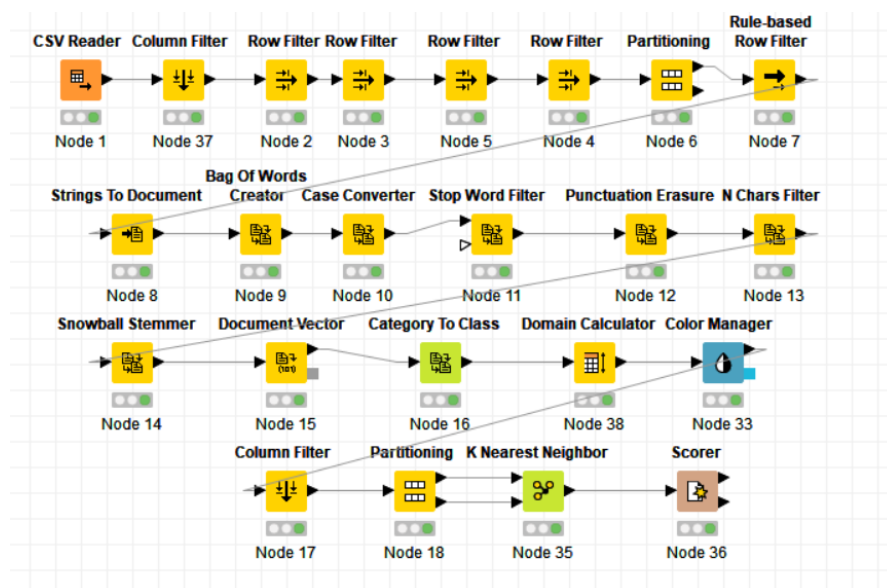 Rule-based
CSV Reader Column Filter Row Filter Row Filter Row Filter Row Filter Partitioning Row Filter
Node 1 Node 37 Node 2 Node 3 Node 5 Node 4 Node 6 Node 7
Bag Of Words
Strings To Document Creator Case Converter Stop Word Filter Punctuation Erasure N Chars Filter
Node 8 Node 9 Node 10 Node 11 Node 12 Node 13
Snowball Stemmer Document Vector Category To Class Domain Calculator Color Manager
Node 14 Node 15 Node 16 Node 38 Node 33
Column Filter Partitioning K Nearest Neighbor Scorer
Node 17 Node 18 Node 35 Node 36